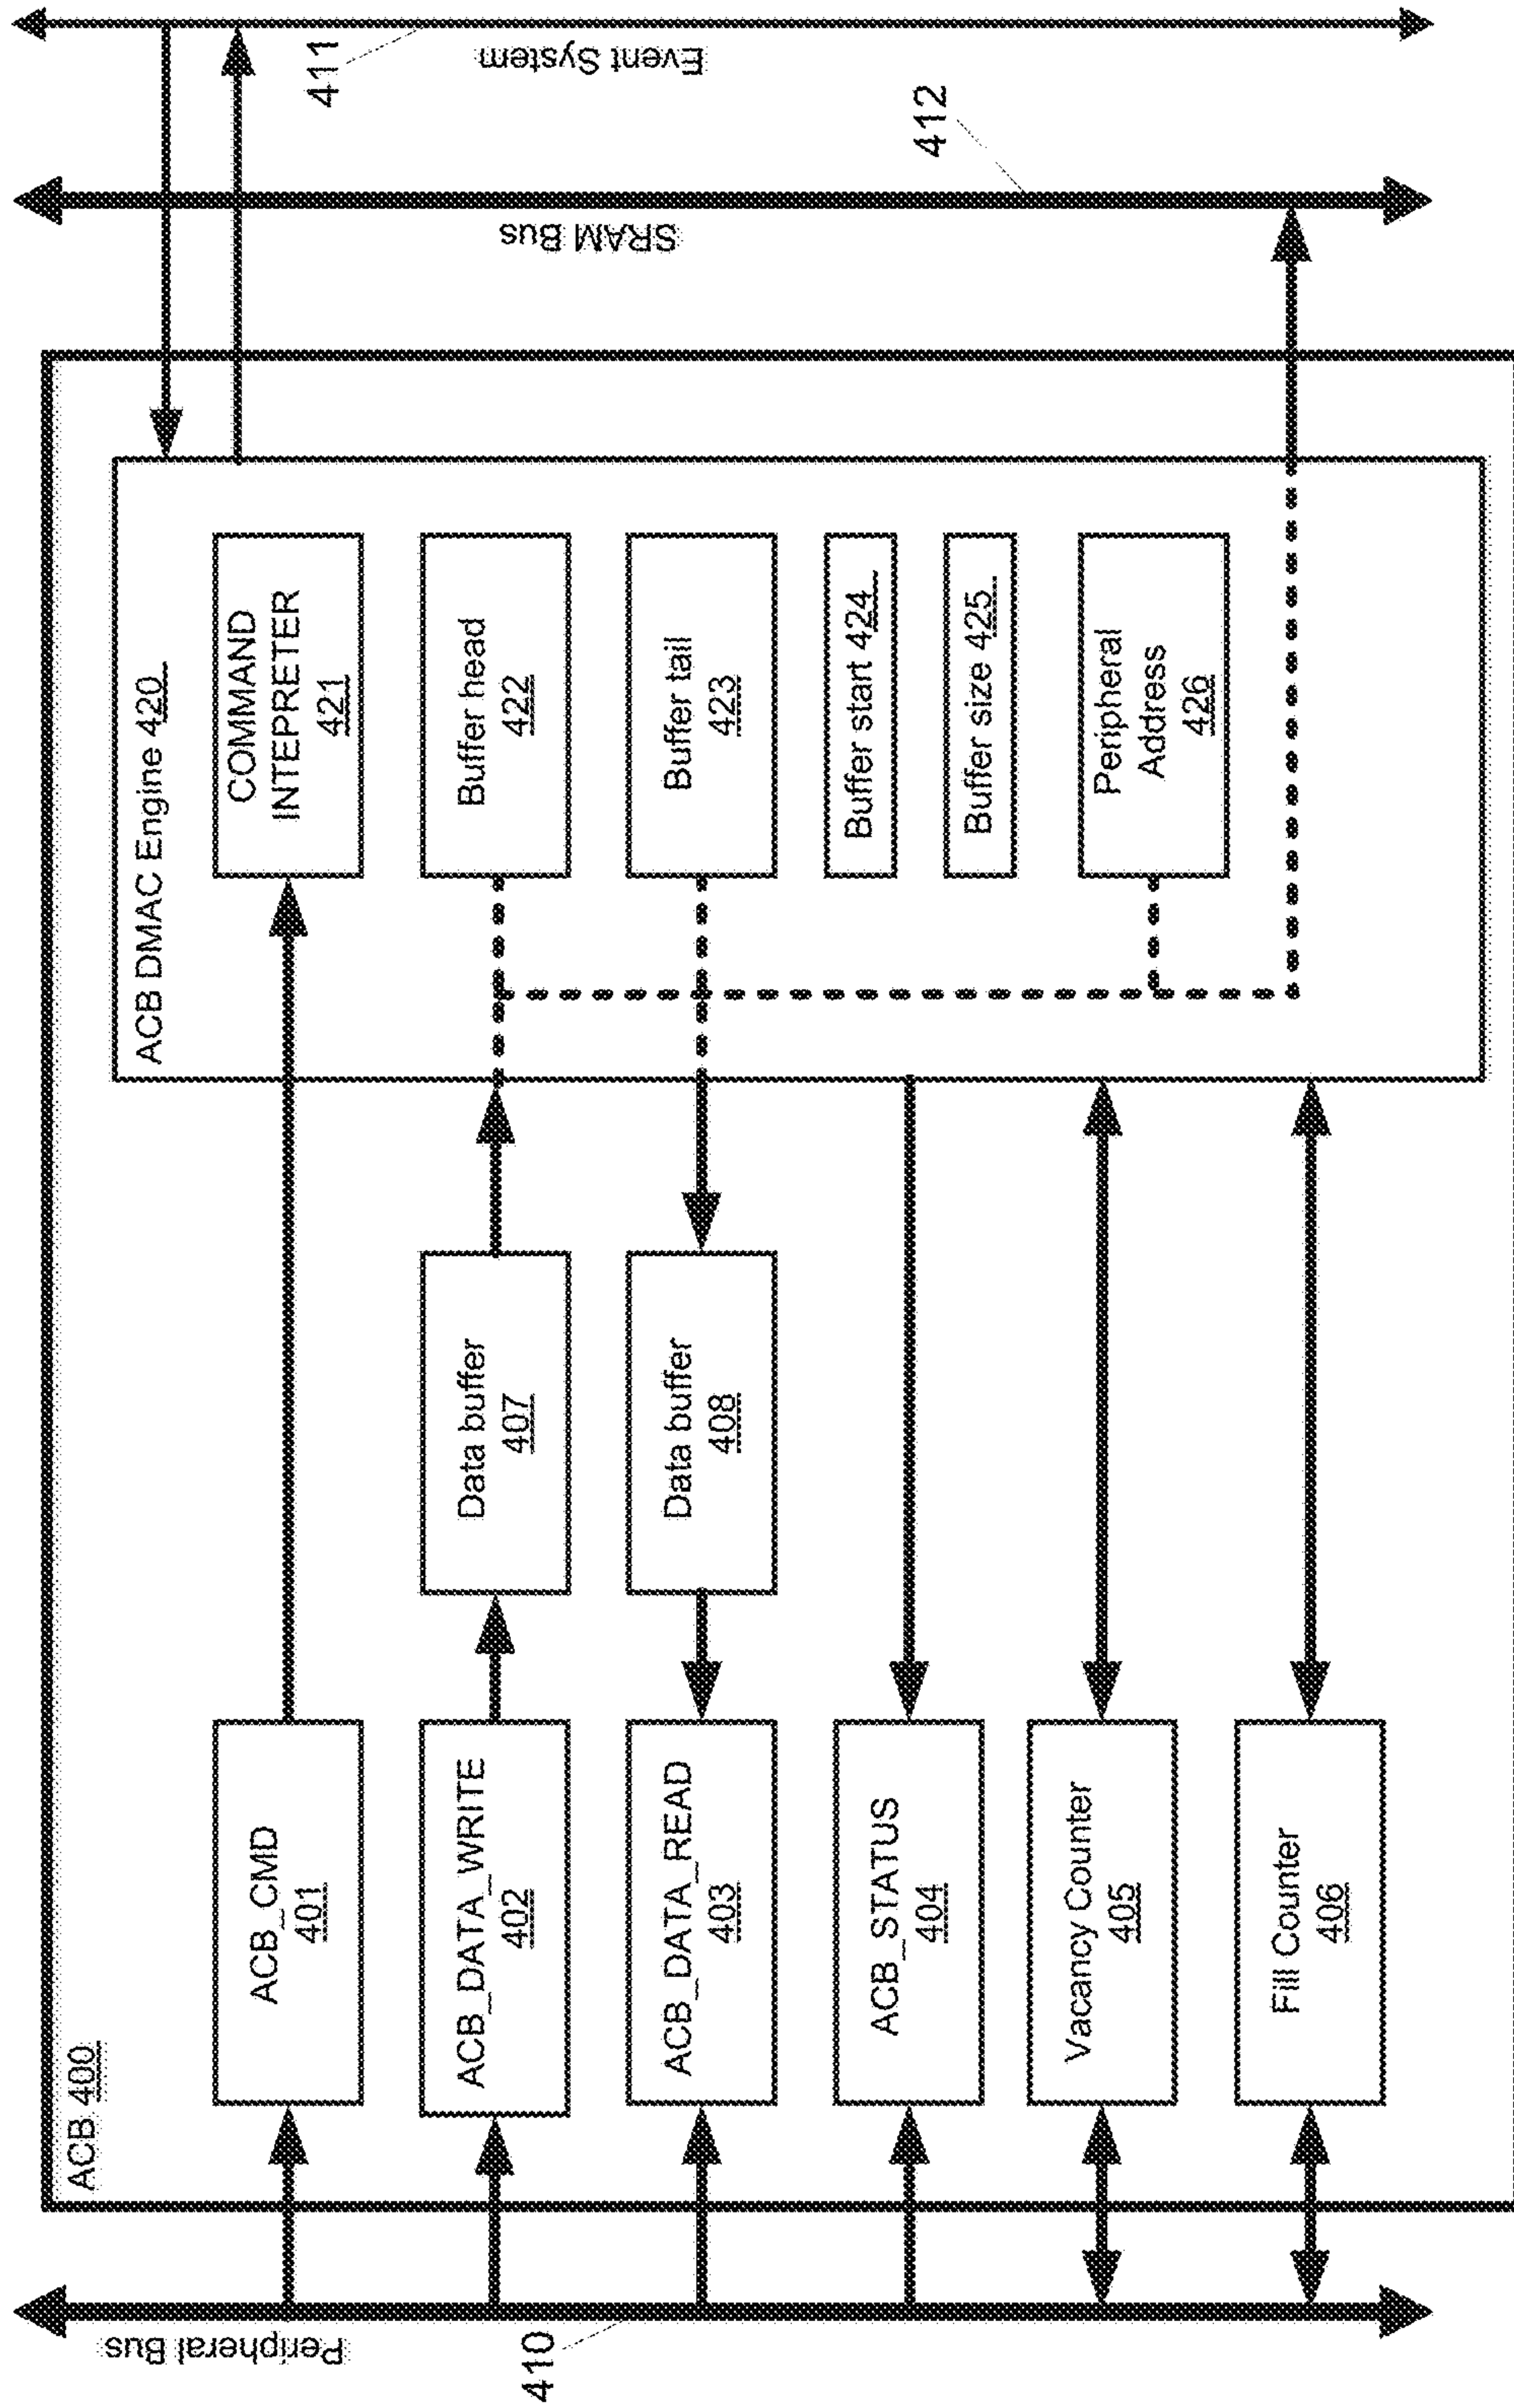 ACB 400
Peripheral Bus
410
ACB_CMD
401
ACB_DATA_WRITE
402
ACB_DATA_READ
403
ACB_STATUS
404
Vacancy Counter
405
Fill Counter
406
Data buffer
407
Data buffer
408
ACB DMAC Engine 420
COMMAND
INTEPRETER
421
Buffer head
422
Buffer tail
423
Buffer start 424
Buffer size 425
Peripheral
Address
426
SRAM Bus
412
Event System
411